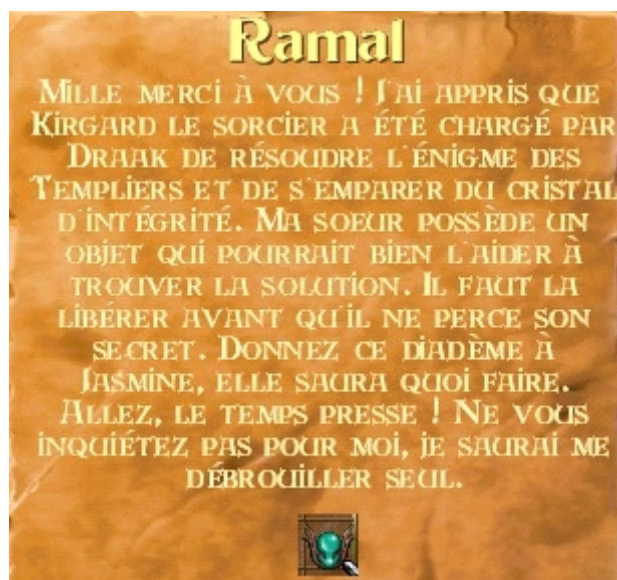 Ramal
Mille merci à vous ! J'ai appris que
Kirgard le sorcier a été chargé par
Draak de résoudre l'énigme des
Templiers et de s'emparer du cristal
d'intégrité. Ma soeur possède un
objet qui pourrait bien l'aider à
trouver la solution. Il faut la
libérer avant qu'il ne perce son
secret. Donnez ce diadème à
Jasmine, elle saura quoi faire.
Allez, le temps presse ! Ne vous
inquiétez pas pour moi, je saurai me
débrouiller seul.